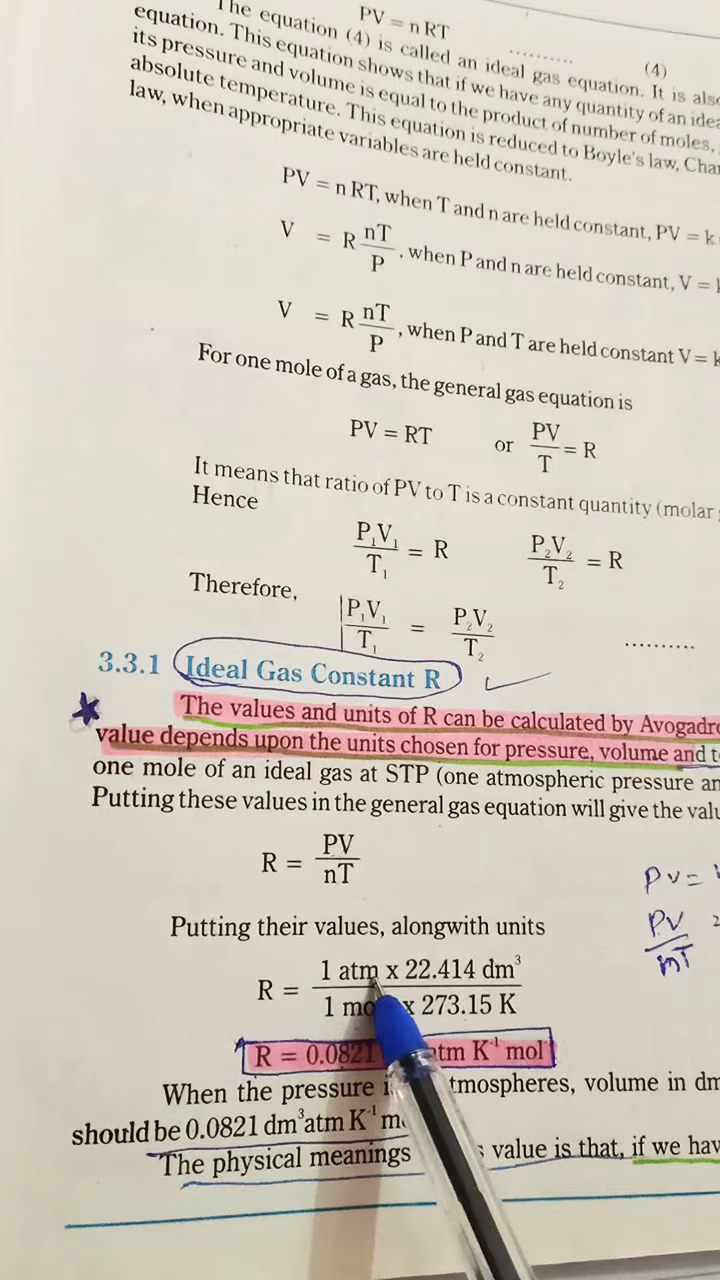 PV = n RT
The equation (4) is called an ideal gas equation. It is also
.......... (4)
equation. This equation shows that if we have any quantity of an idea
its pressure and volume is equal to the product of number of moles,
absolute temperature. This equation is reduced to Boyle's law, Cha
law, when appropriate variables are held constant.
PV = n RT, when T and n are held constant, PV = k
V = R nT/P, when P and n are held constant, V =
V = R nT/P, when P and T are held constant V = k
For one mole of a gas, the general gas equation is
PV = RT or PV/T = R
It means that ratio of PV to T is a constant quantity (molar
Hence
P₁V₁/T₁ = R P₂V₂/T₂ = R
Therefore,
P₁V₁/T₁ = P₂V₂/T₂ ..........
3.3.1 Ideal Gas Constant R
The values and units of R can be calculated by Avogadro
value depends upon the units chosen for pressure, volume and t
one mole of an ideal gas at STP (one atmospheric pressure an
Putting these values in the general gas equation will give the valu
R = PV/nT
PV =
Putting their values, alongwith units
PV/nT
R = 1 atm x 22.414 dm³/1 mo x 273.15 K
R = 0.0821 tm K⁻¹ mol
When the pressure i tmospheres, volume in dm
should be 0.0821 dm³atm K⁻¹ m
The physical meanings s value is that, if we hav